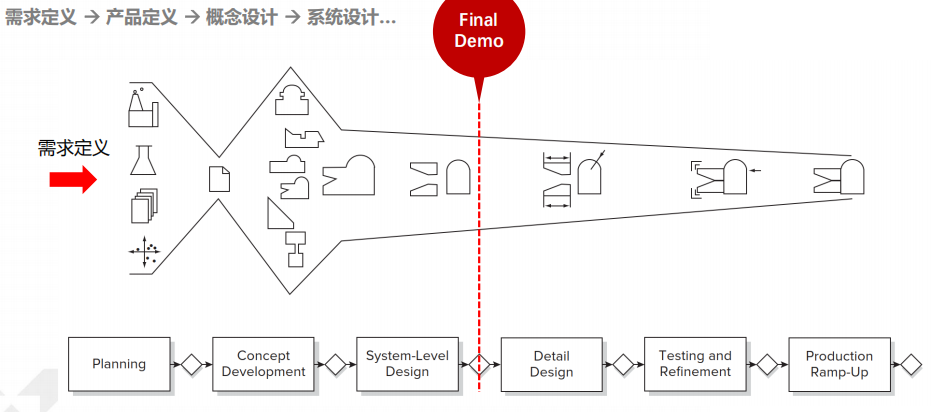 需求定义 → 产品定义 → 概念设计 → 系统设计...
Final
Demo
需求定义
Planning
Concept
Development
System-Level
Design
Detail
Design
Testing and
Refinement
Production
Ramp-Up